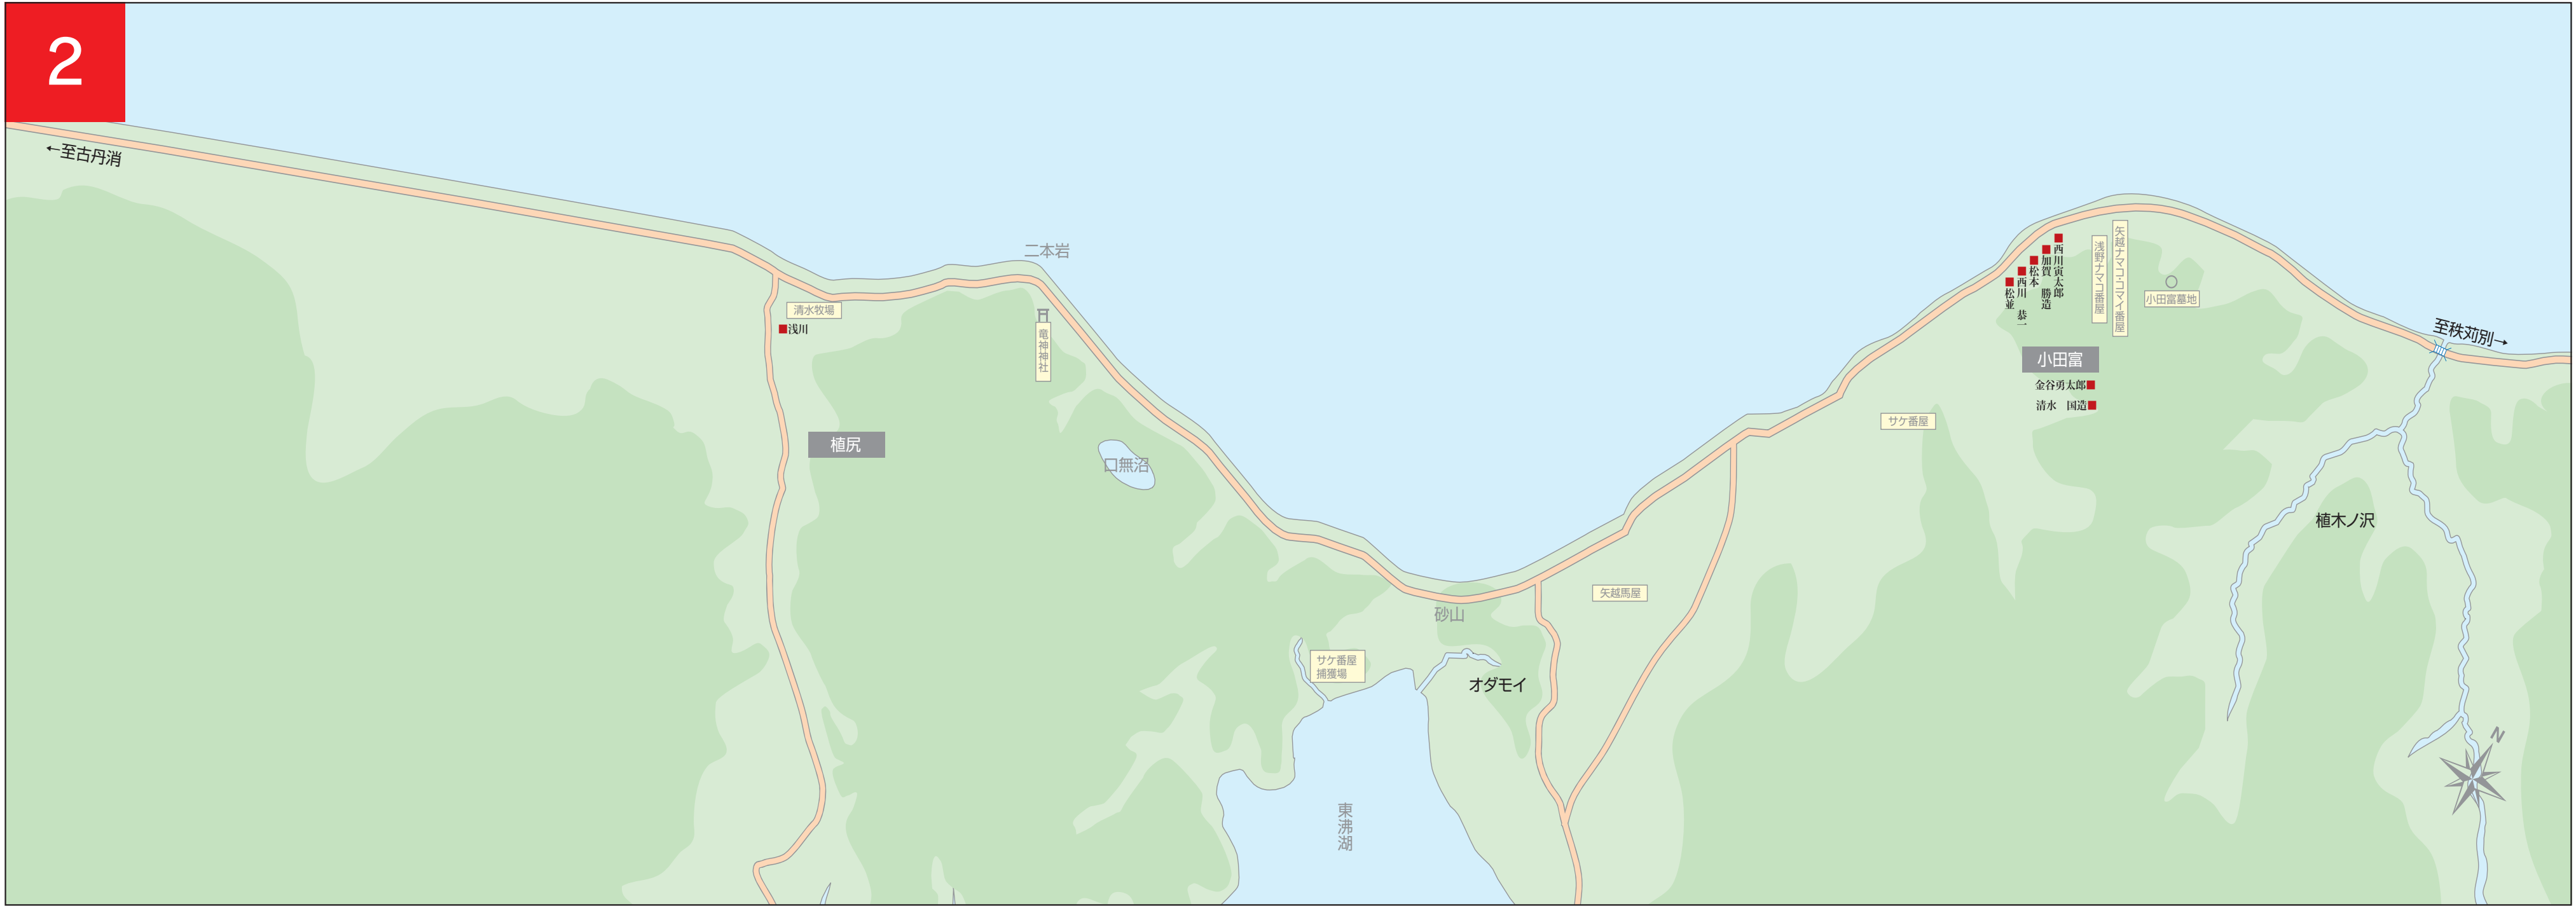 2
←至古丹消
二本岩
清水牧場
浅川
竜神神社
植尻
口無沼
砂山
サケ番屋
捕獲場
オダモイ
東沸湖
矢越馬屋
サケ番屋
西川寅太郎
加賀 勝造
松本
西川 恭一
松並
浅野ナマコ番屋
矢越ナマコ・コマイ番屋
小田富墓地
小田富
金谷勇太郎
清水 国造
至秩苅別→
植木ノ沢
N